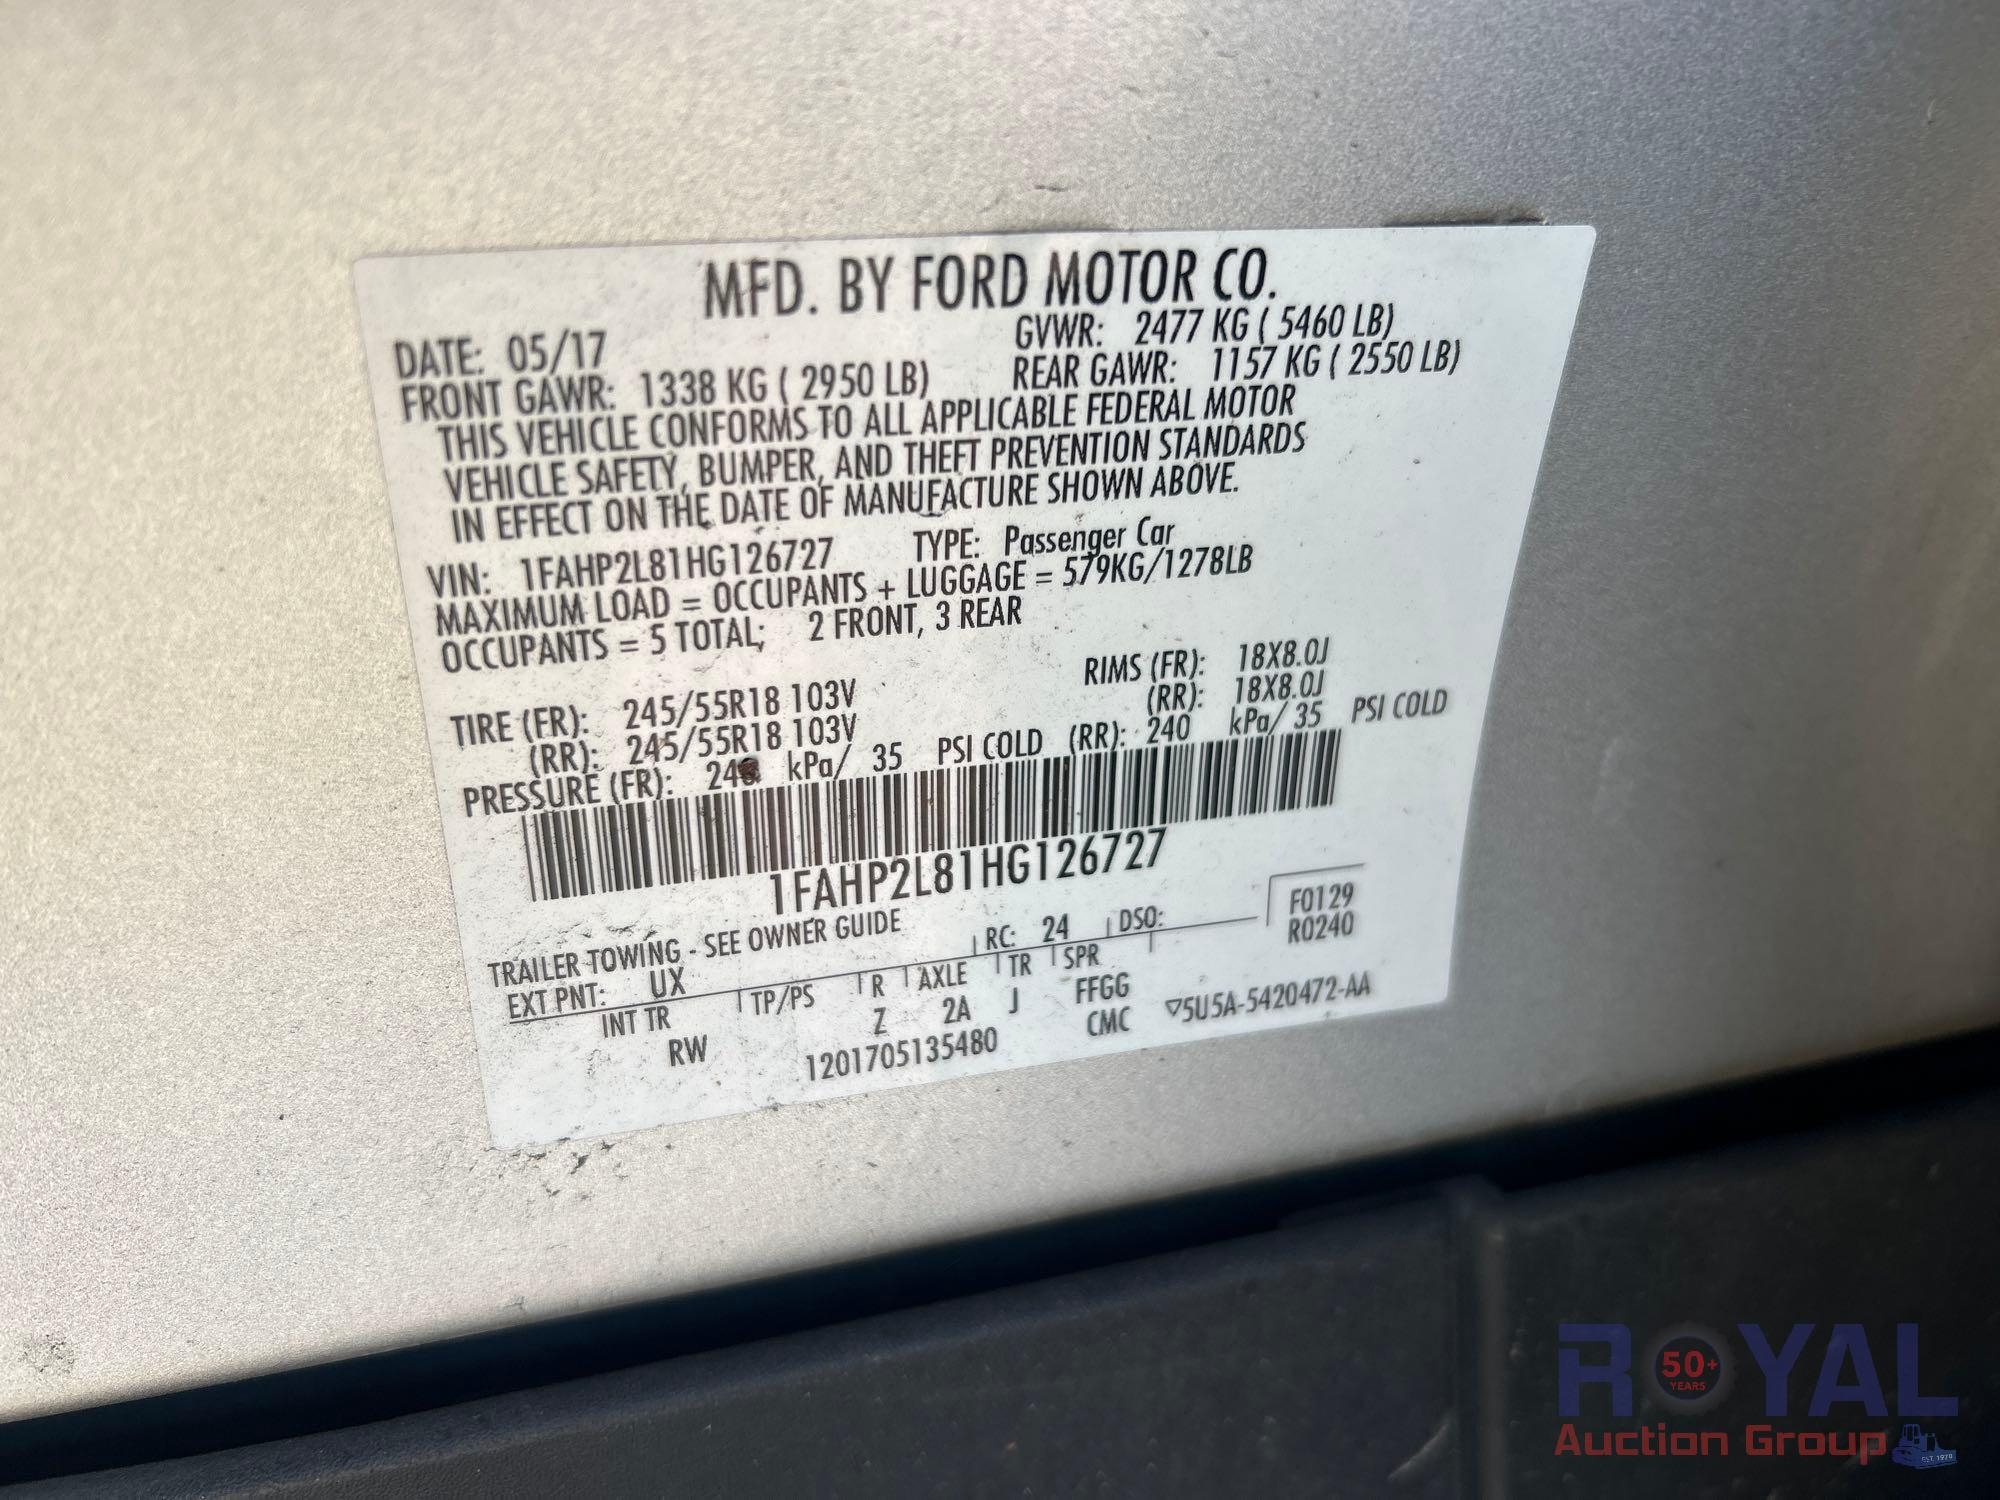 MFD. BY FORD MOTOR CO.
DATE: 05/17 GVWR: 2477 KG ( 5460 LB)
FRONT GAWR: 1338 KG ( 2950 LB) REAR GAWR: 1157 KG ( 2550 LB)
THIS VEHICLE CONFORMS TO ALL APPLICABLE FEDERAL MOTOR
VEHICLE SAFETY, BUMPER, AND THEFT PREVENTION STANDARDS
IN EFFECT ON THE DATE OF MANUFACTURE SHOWN ABOVE.
VIN: 1FAHP2L81HG126727 TYPE: Passenger Car
MAXIMUM LOAD = OCCUPANTS + LUGGAGE = 579KG/1278LB
OCCUPANTS = 5 TOTAL; 2 FRONT, 3 REAR
TIRE (FR): 245/55R18 103V RIMS (FR): 18X8.0J
(RR): 245/55R18 103V (RR): 18X8.0J
PRESSURE (FR): kPa/ 35 PSI COLD (RR): 240 kPa/ 35 PSI COLD
1FAHP2L81HG126727
TRAILER TOWING - SEE OWNER GUIDE
EXT PNT: UX RC: 24 DSO: F0129
R0240
INT TR TP/PS R AXLE TR SPR
RW Z 2A J FFGG
CMC
1201705135480 ▽5U5A-5420472-AA
ROYAL
50+
YEARS
Auction Group
EST. 1970